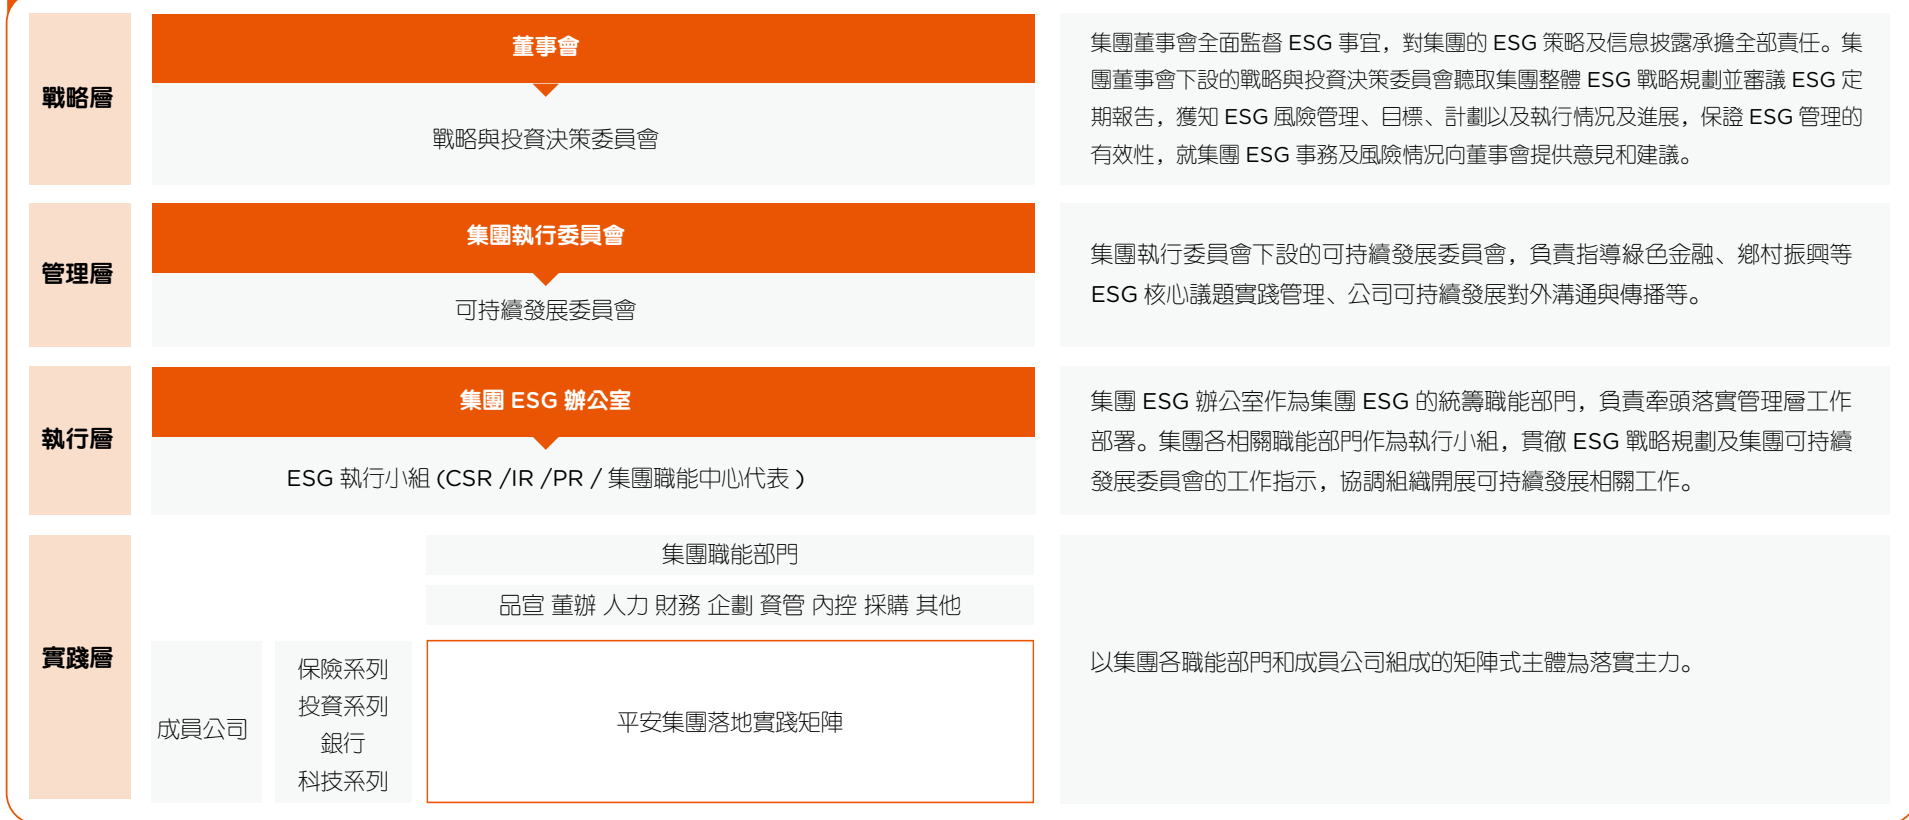 戰略層
董事會
戰略與投資決策委員會
集團董事會全面監督 ESG 事宜，對集團的 ESG 策略及信息披露承擔全部責任。集
團董事會下設的戰略與投資決策委員會聽取集團整體 ESG 戰略規劃並審議 ESG 定
期報告，獲知 ESG 風險管理、目標、計劃以及執行情況及進展，保證 ESG 管理的
有效性，就集團 ESG 事務及風險情況向董事會提供意見和建議。
管理層
集團執行委員會
可持續發展委員會
集團執行委員會下設的可持續發展委員會，負責指導綠色金融、鄉村振興等
ESG 核心議題實踐管理、公司可持續發展對外溝通與傳播等。
執行層
集團 ESG 辦公室
ESG 執行小組 (CSR /IR /PR / 集團職能中心代表 )
集團 ESG 辦公室作為集團 ESG 的統籌職能部門，負責牽頭落實管理層工作
部署。集團各相關職能部門作為執行小組，貫徹 ESG 戰略規劃及集團可持續
發展委員會的工作指示，協調組織開展可持續發展相關工作。
實踐層
集團職能部門
品宣 董辦 人力 財務 企劃 資管 內控 採購 其他
成員公司
保險系列
投資系列
銀行
科技系列
平安集團落地實踐矩陣
以集團各職能部門和成員公司組成的矩陣式主體為落實主力。